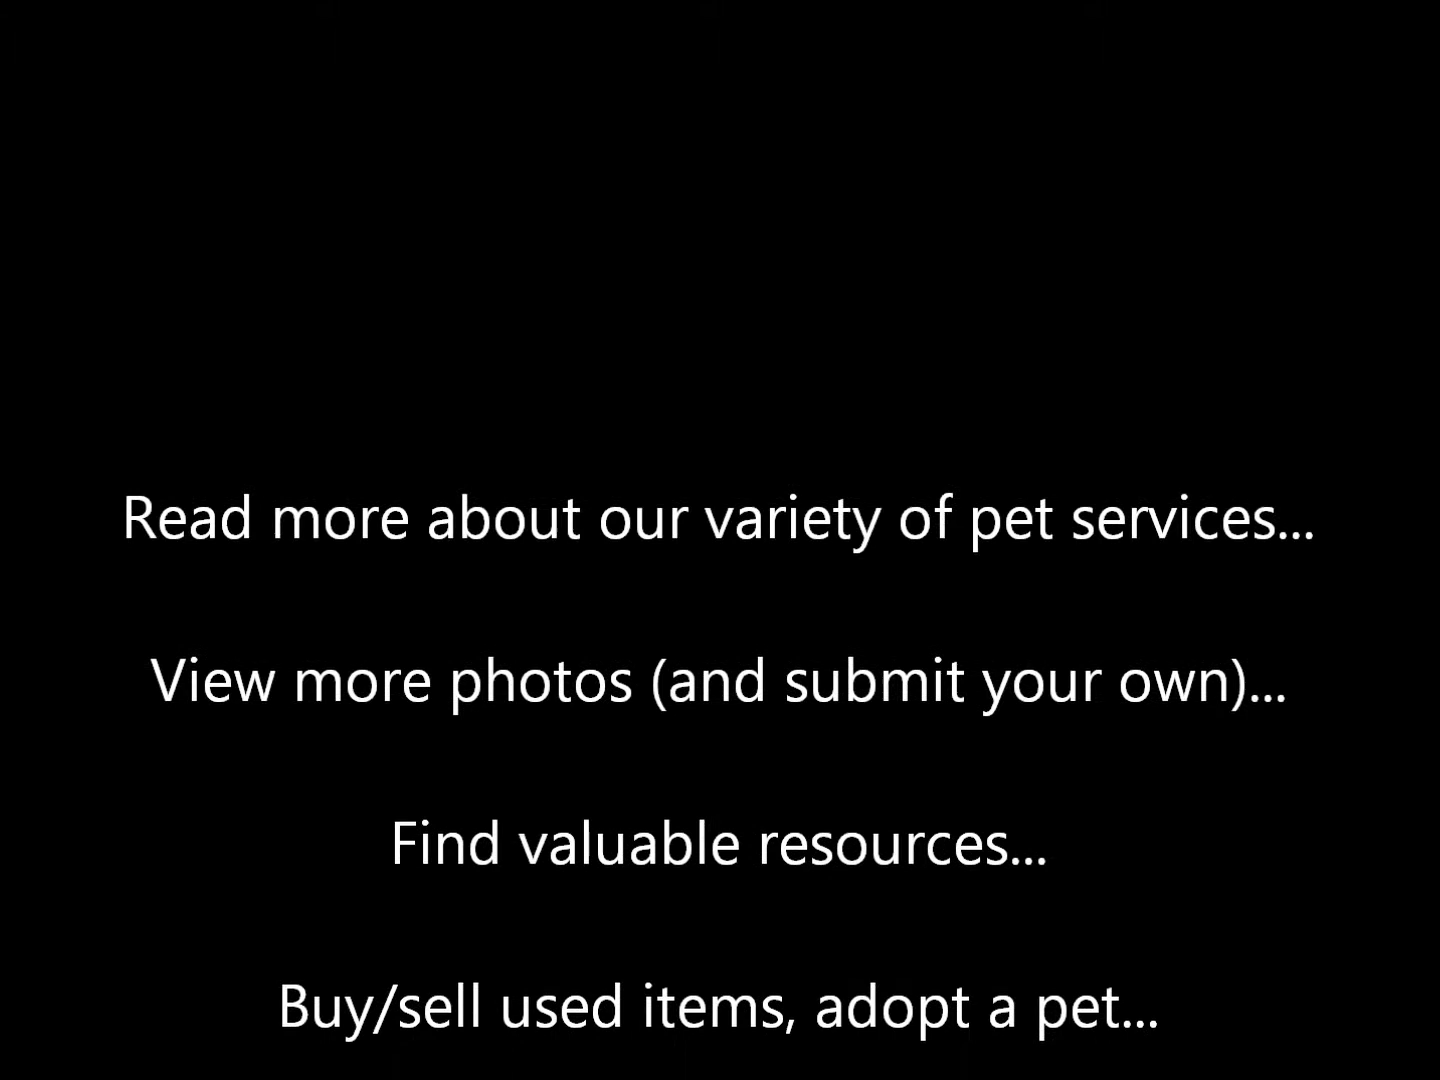 Read more about our variety of pet services...
View more photos (and submit your own)...
Find valuable resources...
Buy/sell used items, adopt a pet...